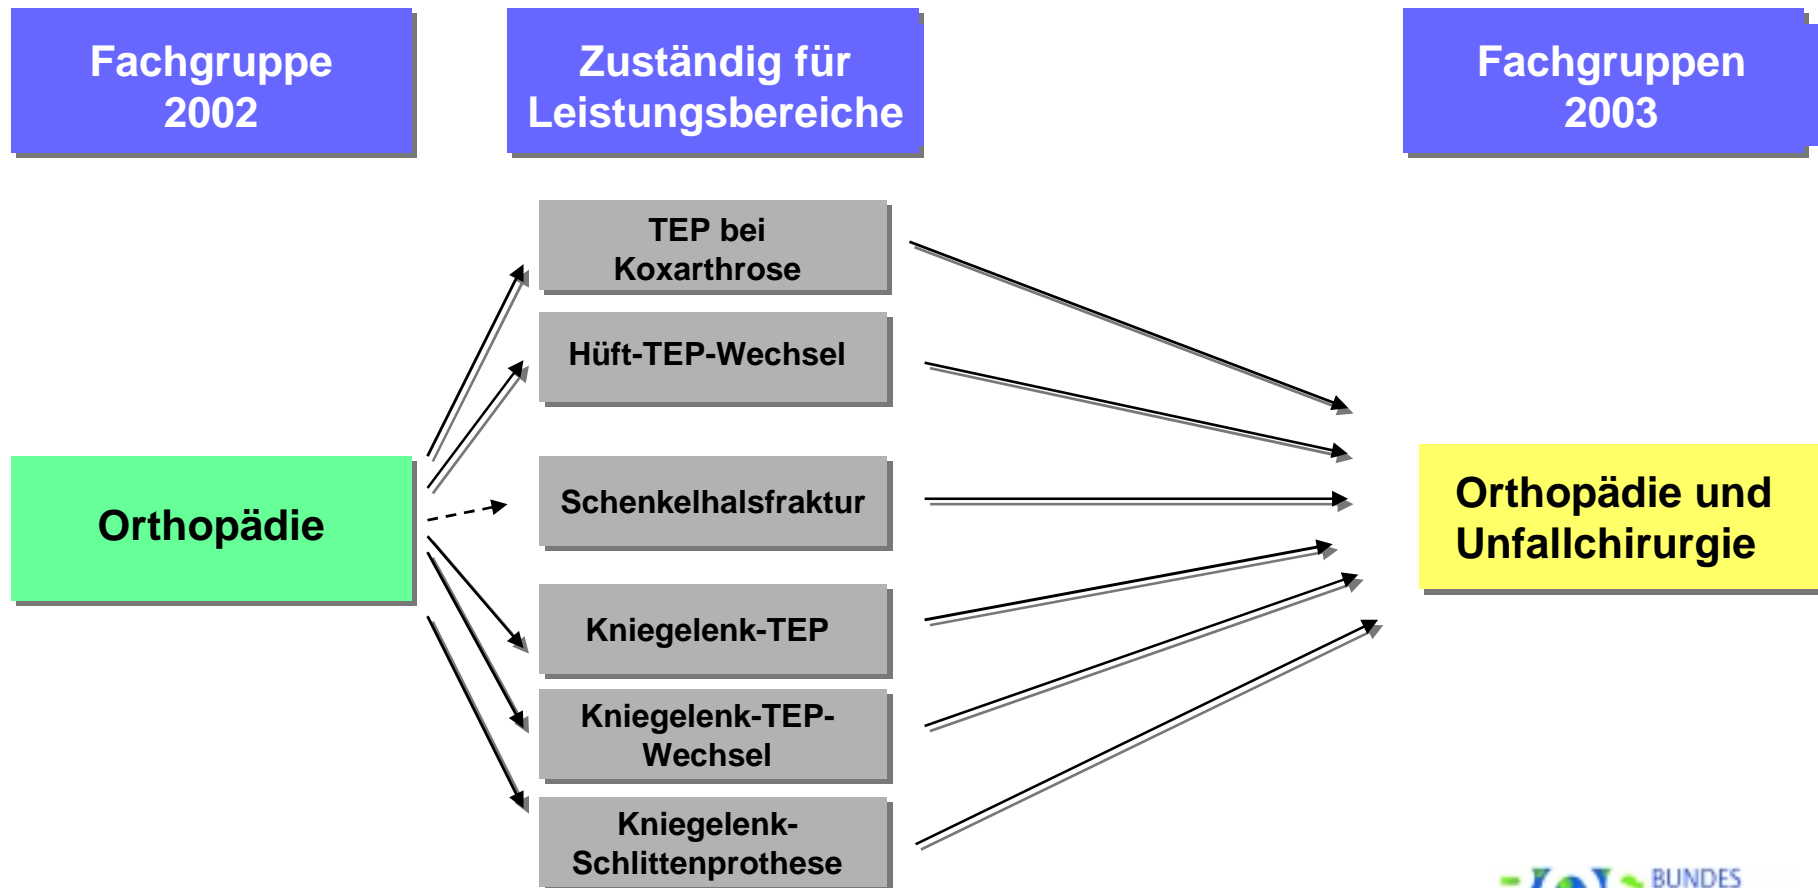 Fachgruppe
2002
Zuständig für
Leistungsbereiche
Fachgruppen
2003
TEP bei
Koxarthrose
Hüft-TEP-Wechsel
Orthopädie
Schenkelhalsfraktur
Orthopädie und
Unfallchirurgie
Kniegelenk-TEP
Kniegelenk-TEP-
Wechsel
Kniegelenk-
Schlittenprothese
BUNDES